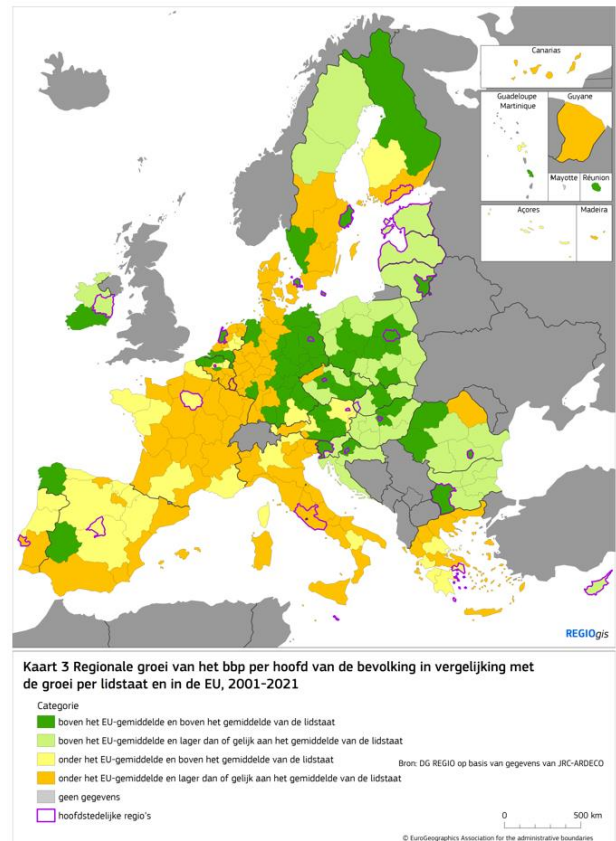 Canarias
Guadeloupe
Martinique
Guyane
Mayotte
Réunion
Açores
Madeira
REGIOgis
Kaart 3 Regionale groei van het bbp per hoofd van de bevolking in vergelijking met
de groei per lidstaat en in de EU, 2001-2021
Categorie
boven het EU-gemiddelde en boven het gemiddelde van de lidstaat
boven het EU-gemiddelde en lager dan of gelijk aan het gemiddelde van de lidstaat
onder het EU-gemiddelde en boven het gemiddelde van de lidstaat
onder het EU-gemiddelde en lager dan of gelijk aan het gemiddelde van de lidstaat
geen gegevens
hoofdstedelijke regio's
Bron: DG REGIO op basis van gegevens van JRC-ARDECO
0 500 km
© EuroGeographics Association for the administrative boundaries